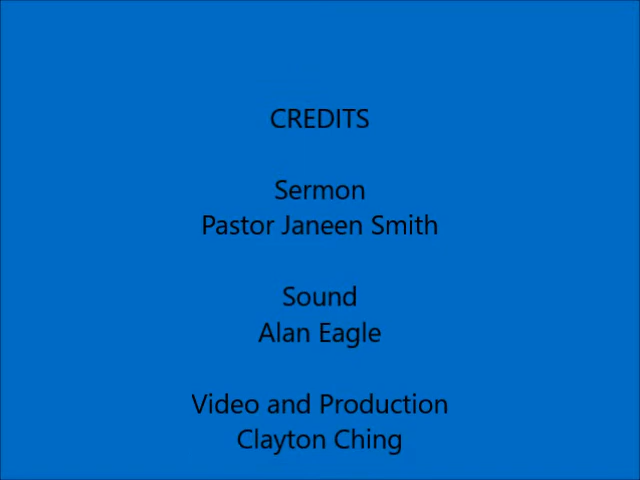 CREDITS
Sermon
Pastor Janeen Smith
Sound
Alan Eagle
Video and Production
Clayton Ching